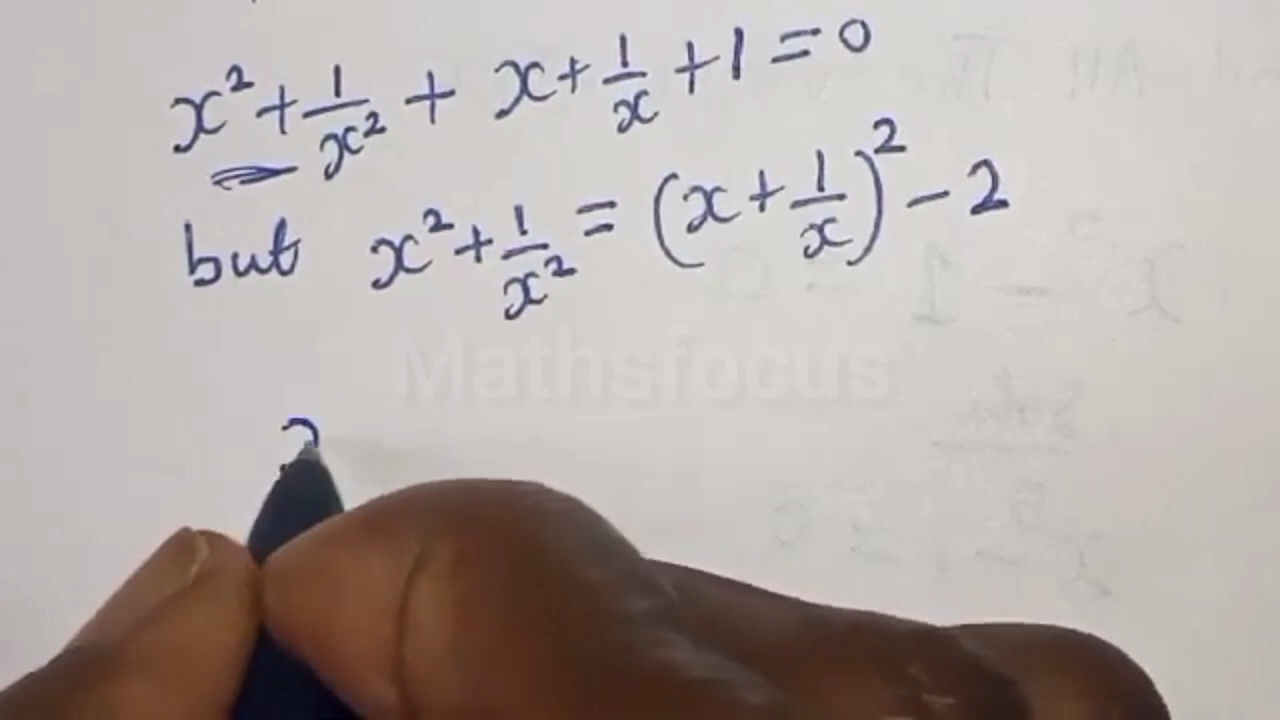 x² + 1/x² + x + 1/x + 1 = 0
but x² + 1/x² = (x + 1/x)² - 2
Mathsfocus